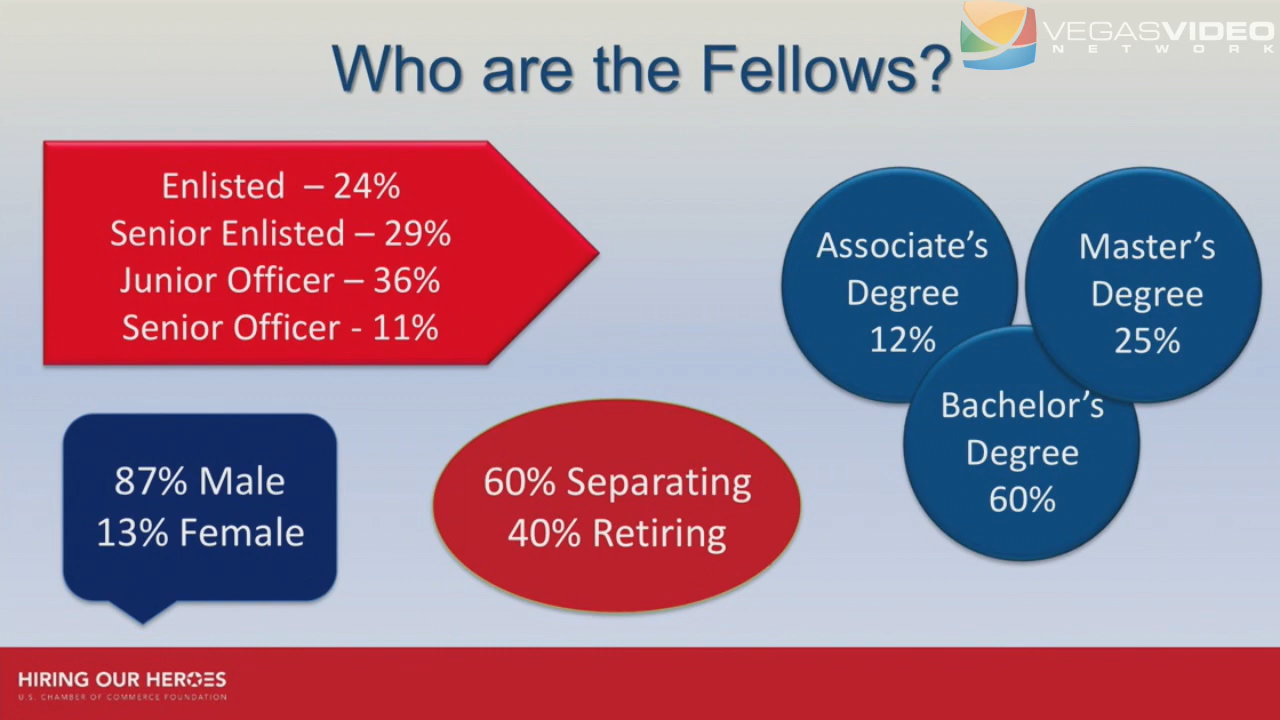 VEGASVIDEO
NETWORK
Who are the Fellows?
Enlisted – 24%
Senior Enlisted – 29%
Junior Officer – 36%
Senior Officer - 11%
Associate's
Degree
12%
Master's
Degree
25%
Bachelor's
Degree
60%
87% Male
13% Female
60% Separating
40% Retiring
HIRING OUR HEROES
U.S. CHAMBER OF COMMERCE FOUNDATION